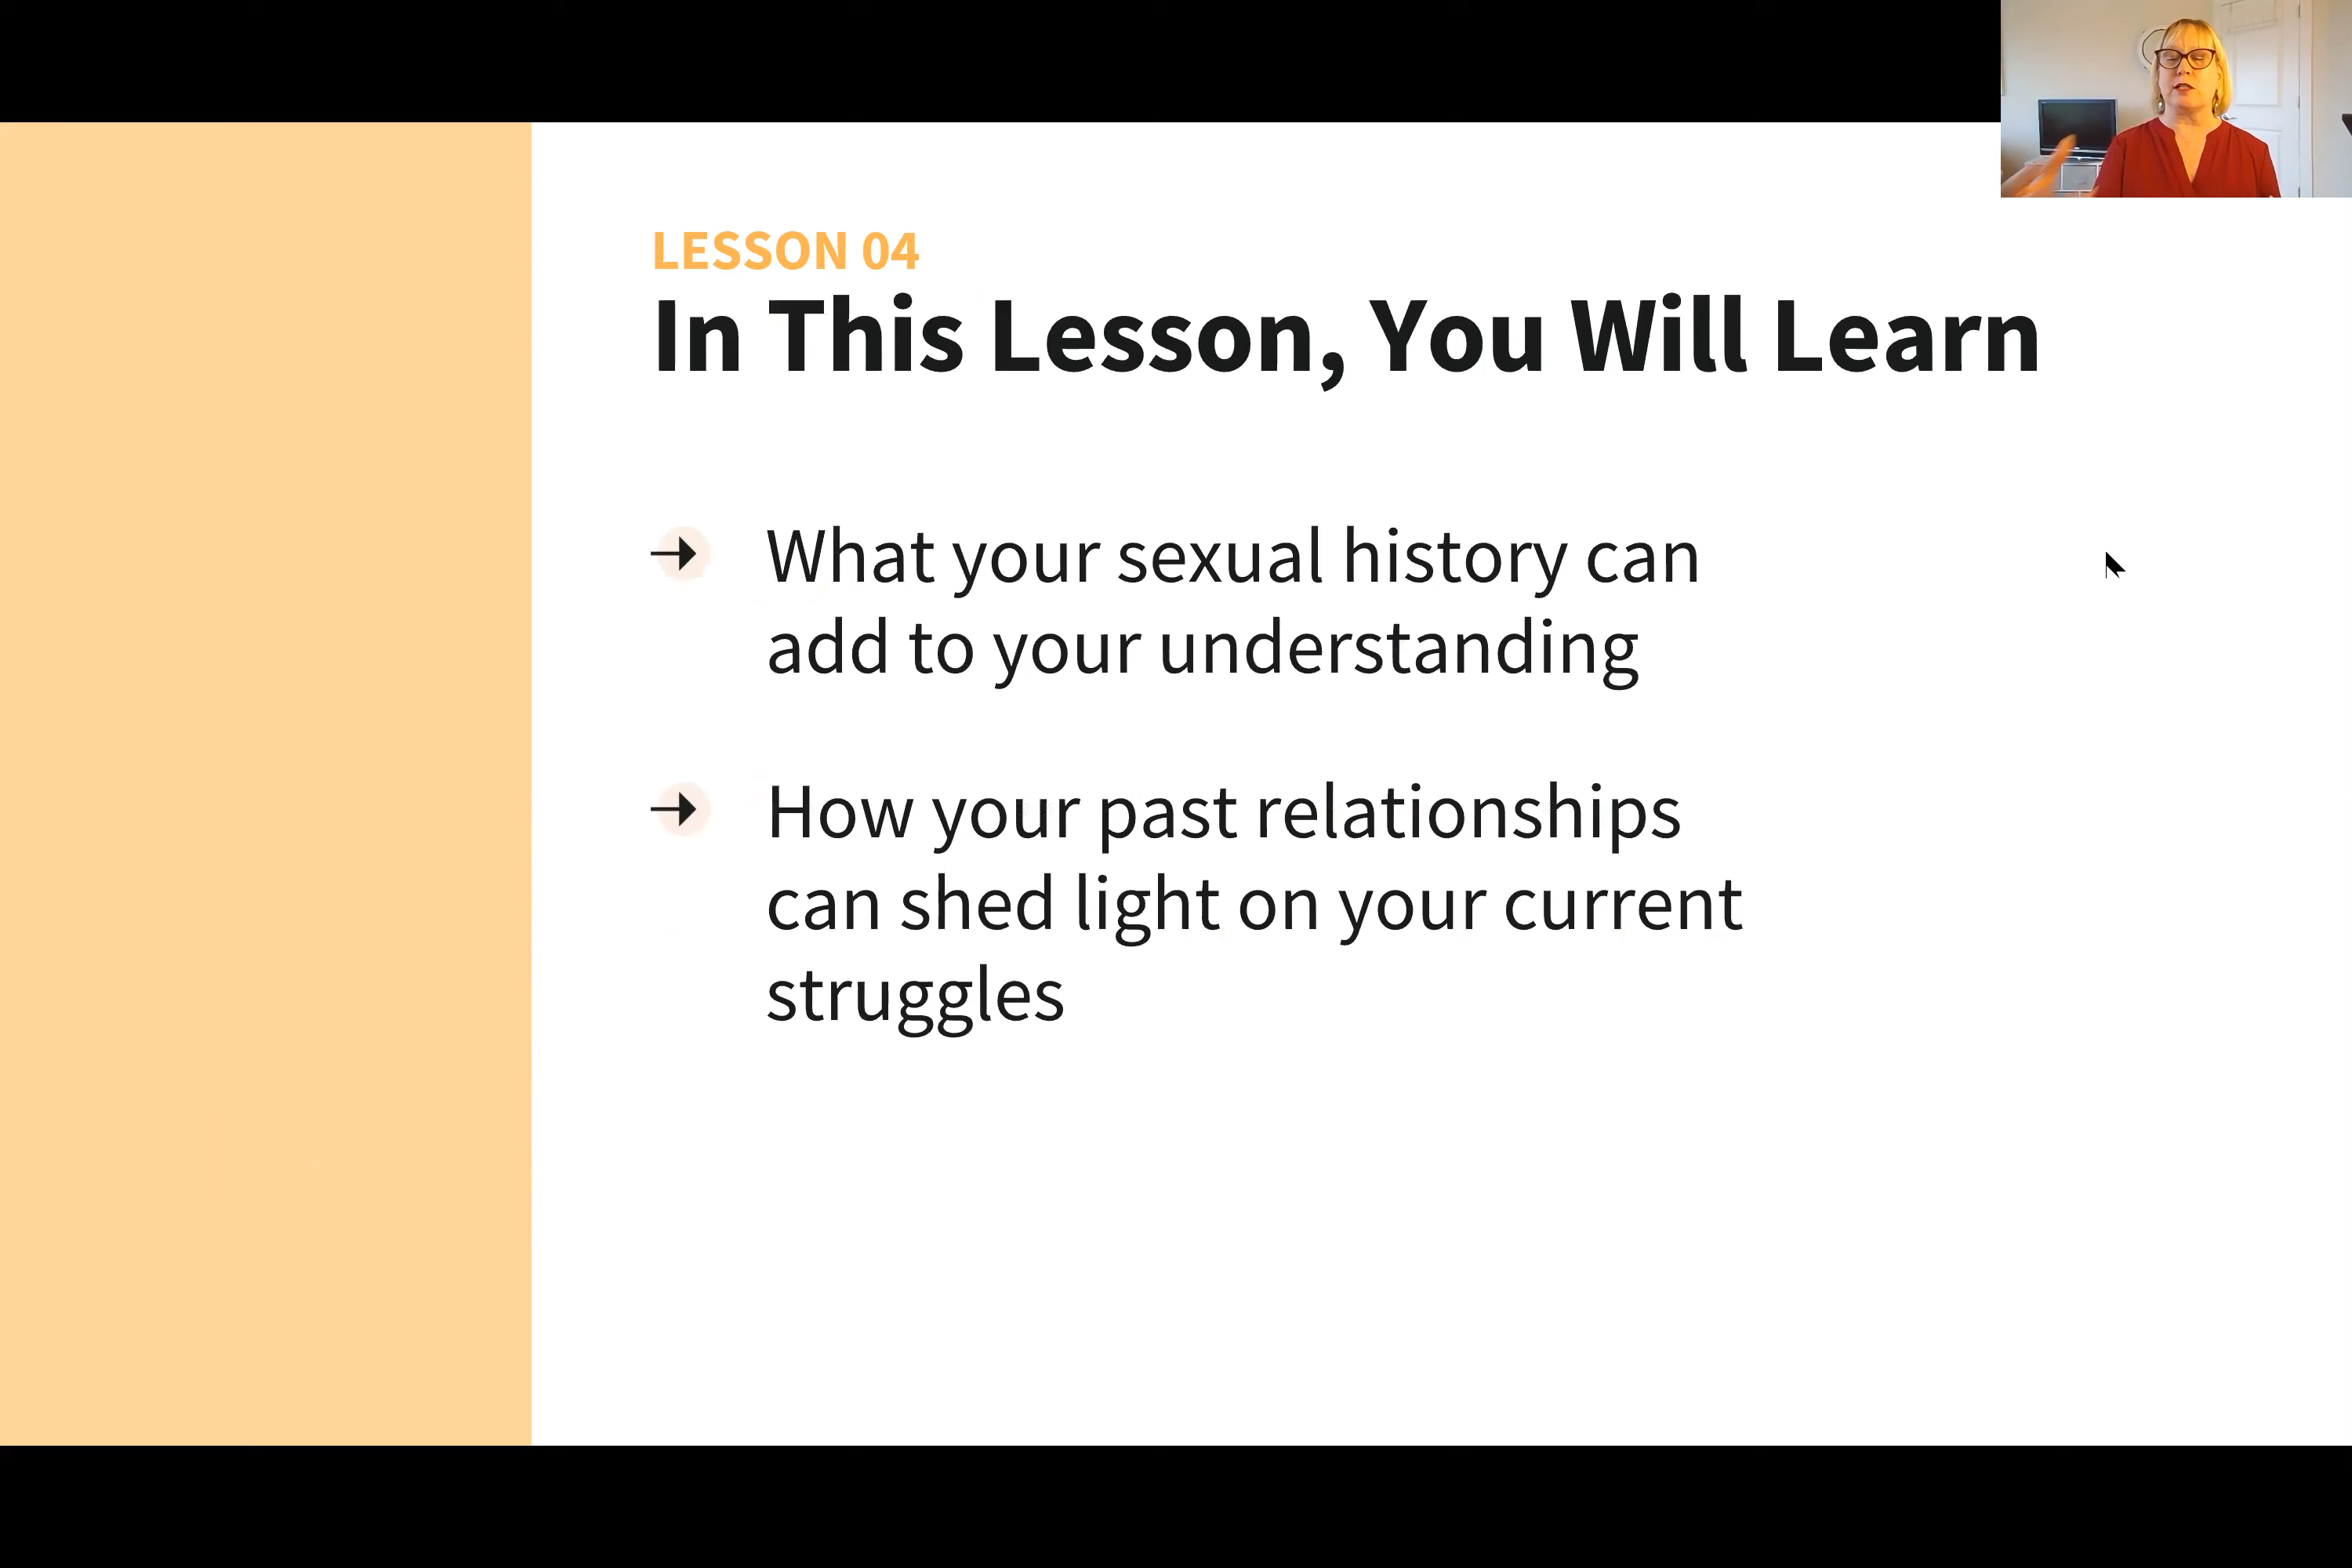 LESSON 04
In This Lesson, You Will Learn
What your sexual history can
add to your understanding
How your past relationships
can shed light on your current
struggles